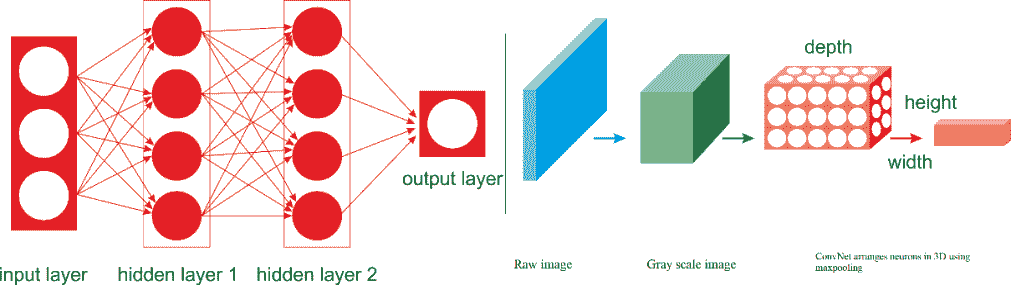 input layer
hidden layer 1
hidden layer 2
output layer
depth
height
width
Raw image
Gray scale image
ConvNet arranges neurons in 3D using
maxpooling